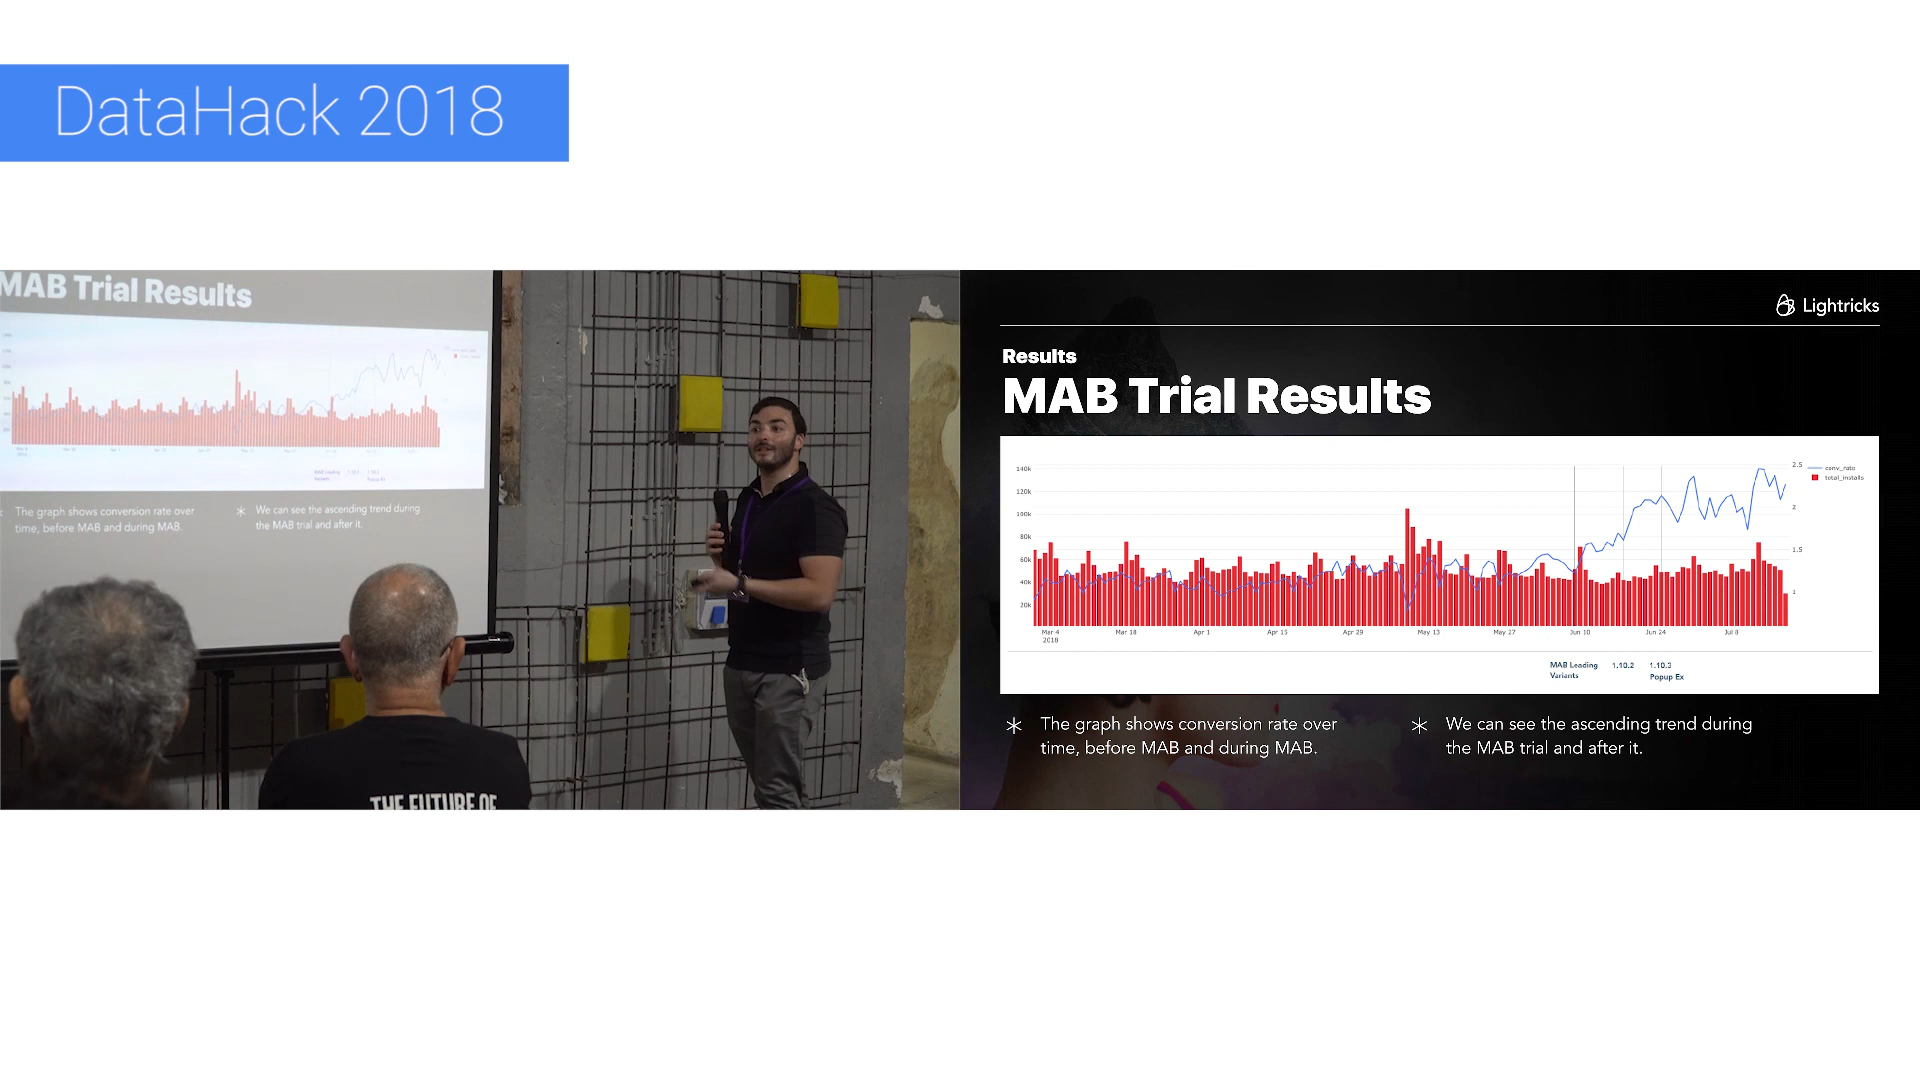 DataHack 2018
MAB Trial Results
The graph shows conversion rate over
time, before MAB and during MAB.
We can see the ascending trend during
the MAB trial and after it.
MAB Leading
Variants
Popup Ex
THE FUTURE OF
Lightricks
Results
MAB Trial Results
140k
120k
100k
80k
60k
40k
20k
2.5
2
1.5
1
conv_rate
total_installs
Mar 4 Mar 18 Apr 1 Apr 15 Apr 29 May 13 May 27 Jun 10 Jun 24 Jul 8
2018
MAB Leading 1.10.2 1.10.3
Variants Popup Ex
* The graph shows conversion rate over
time, before MAB and during MAB.
* We can see the ascending trend during
the MAB trial and after it.